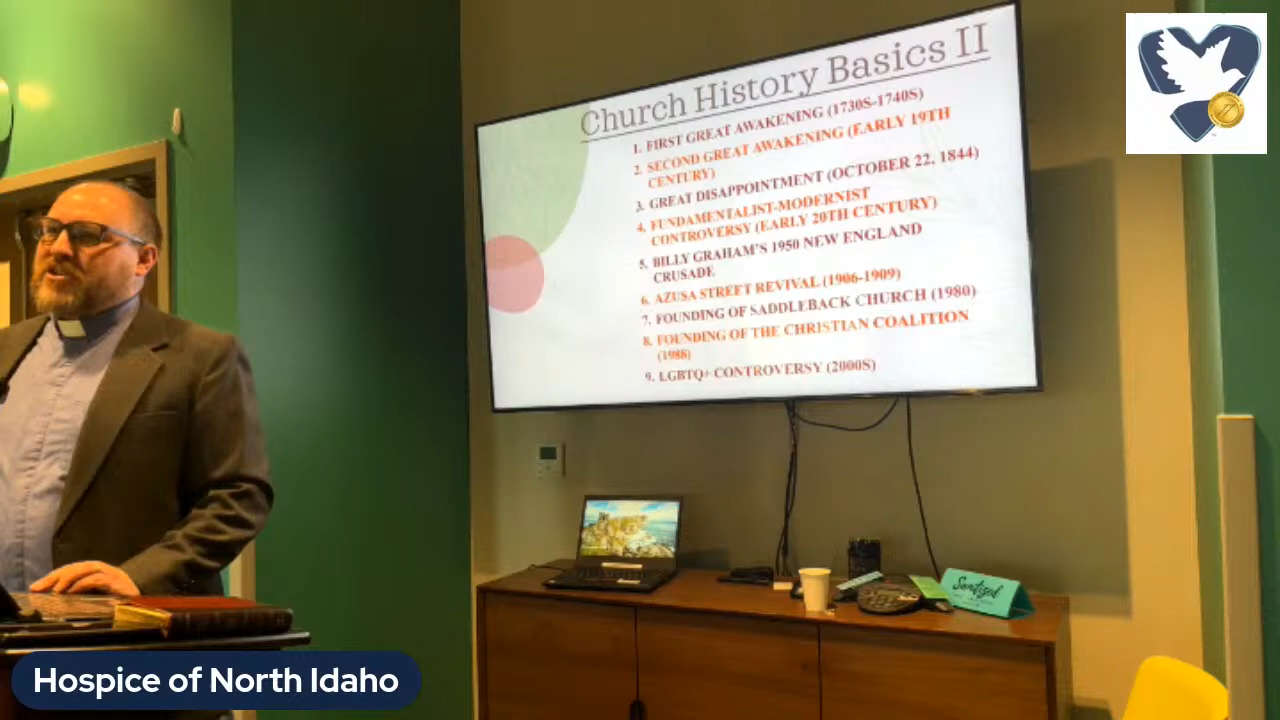 Church History Basics II
1. FIRST GREAT AWAKENING (1730S-1740S)
2. SECOND GREAT AWAKENING (EARLY 19TH
CENTURY)
3. GREAT DISAPPOINTMENT (OCTOBER 22, 1844)
4. FUNDAMENTALIST-MODERNIST
CONTROVERSY (EARLY 20TH CENTURY)
5. BILLY GRAHAM'S 1950 NEW ENGLAND
CRUSADE
6. AZUSA STREET REVIVAL (1906-1909)
7. FOUNDING OF SADDLEBACK CHURCH (1980)
8. FOUNDING OF THE CHRISTIAN COALITION
(1988)
9. LGBTQ+ CONTROVERSY (2000S)
Sanitized
Hospice of North Idaho